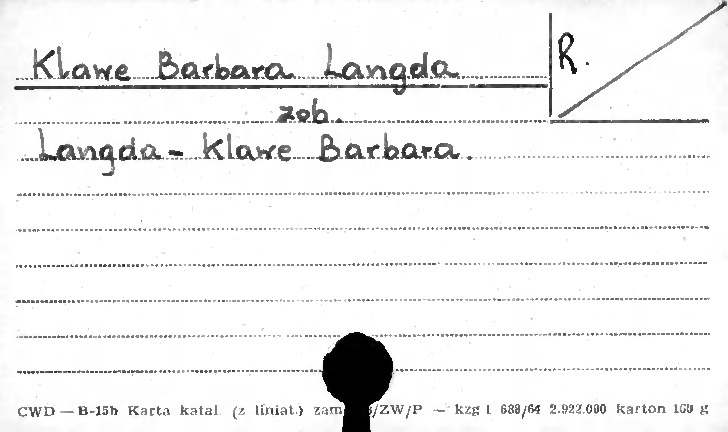 Klawe Barbara Langda
R.
zob.
Langda - Klawe Barbara.
CWD — B-15b Karta katal. (z liniat.) zam /ZW/P — kzg 1 688/64 2.922.000 karton 160 g